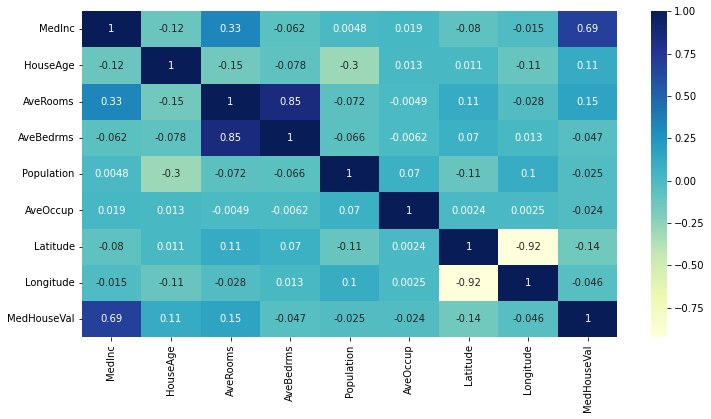 MedInc 1 -0.12 0.33 -0.062 0.0048 0.019 -0.08 -0.015 0.69
HouseAge -0.12 1 -0.15 -0.078 -0.3 0.013 0.011 -0.11 0.11
AveRooms 0.33 -0.15 1 0.85 -0.072 -0.0049 0.11 -0.028 0.15
AveBedrms -0.062 -0.078 0.85 1 -0.066 -0.0062 0.07 0.013 -0.047
Population 0.0048 -0.3 -0.072 -0.066 1 0.07 -0.11 0.1 -0.025
AveOccup 0.019 0.013 -0.0049 -0.0062 0.07 1 0.0024 0.0025 -0.024
Latitude -0.08 0.011 0.11 0.07 -0.11 0.0024 1 -0.92 -0.14
Longitude -0.015 -0.11 -0.028 0.013 0.1 0.0025 -0.92 1 -0.046
MedHouseVal 0.69 0.11 0.15 -0.047 -0.025 -0.024 -0.14 -0.046 1
MedInc
HouseAge
AveRooms
AveBedrms
Population
AveOccup
Latitude
Longitude
MedHouseVal
1.00
0.75
0.50
0.25
0.00
-0.25
-0.50
-0.75